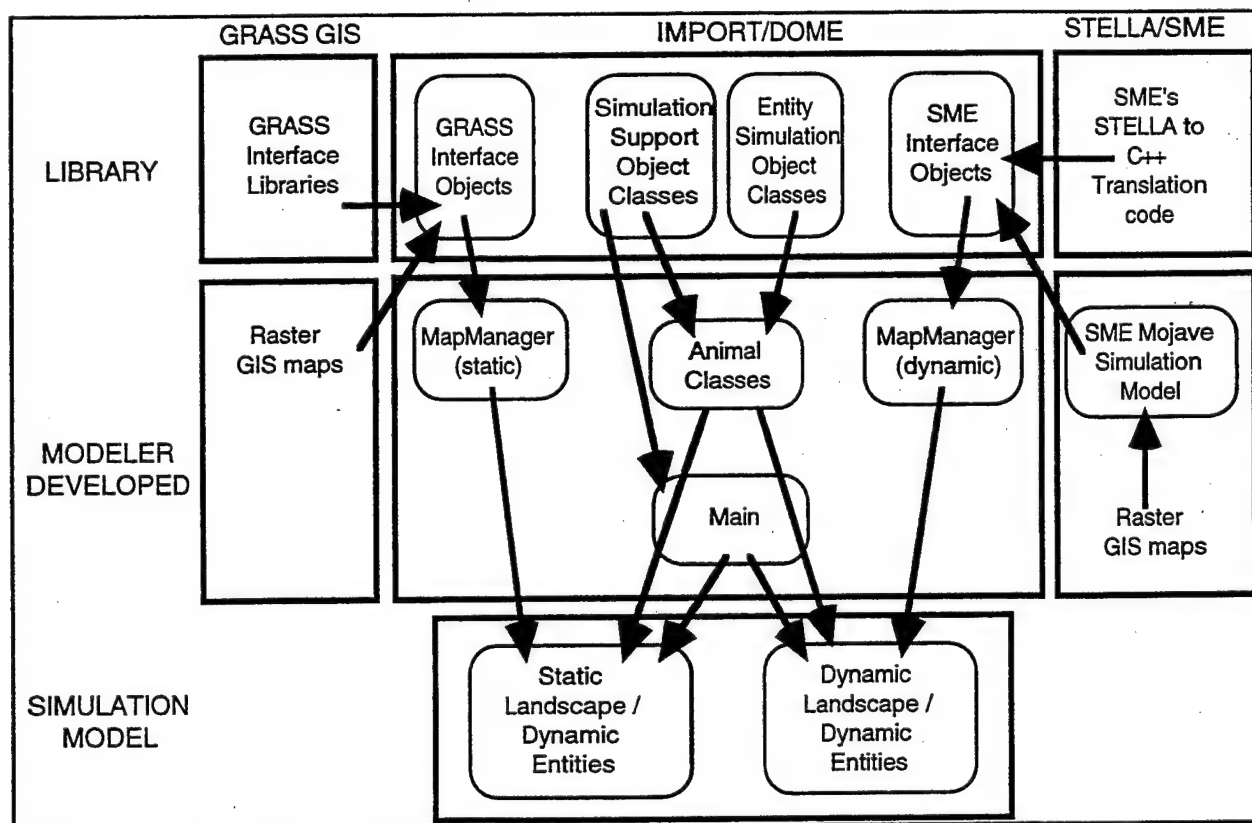 GRASS GIS
IMPORT/DOME
STELLA/SME
LIBRARY
GRASS
Interface
Libraries
GRASS
Interface
Objects
Simulation
Support
Object
Classes
Entity
Simulation
Object
Classes
SME
Interface
Objects
SME's
STELLA to
C++
Translation
code
MODELER
DEVELOPED
Raster
GIS maps
MapManager
(static)
Animal
Classes
MapManager
(dynamic)
SME Mojave
Simulation
Model
Main
Raster
GIS maps
SIMULATION
MODEL
Static
Landscape /
Dynamic
Entities
Dynamic
Landscape /
Dynamic
Entities